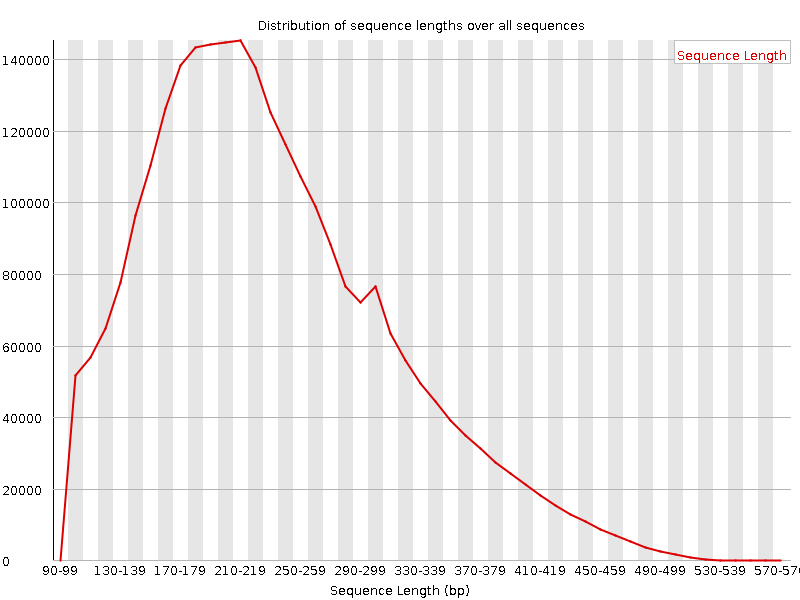 Distribution of sequence lengths over all sequences
Sequence Length
140000
120000
100000
80000
60000
40000
20000
0
90-99 130-139 170-179 210-219 250-259 290-299 330-339 370-379 410-419 450-459 490-499 530-539 570-57
Sequence Length (bp)